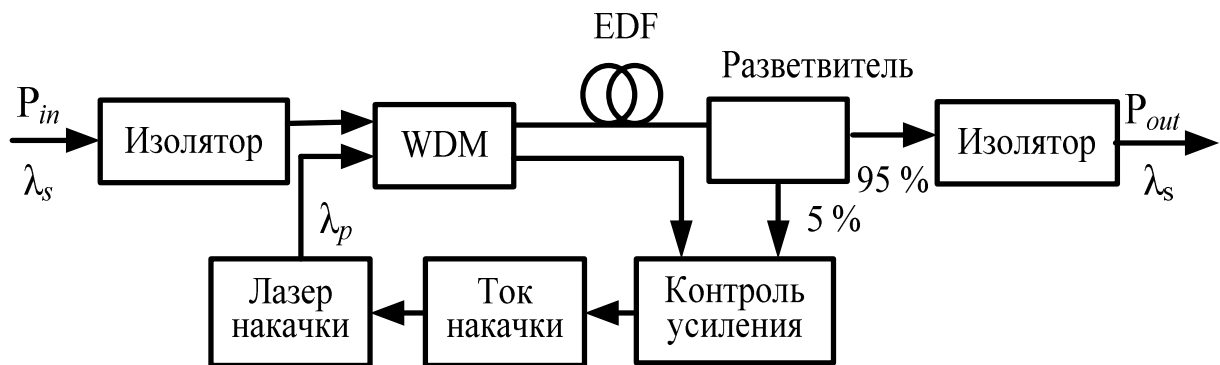 EDF
Разветвитель
P_in
Изолятор
WDM
Изолятор
P_out
λ_s
95 %
λ_s
λ_p
5 %
Лазер
накачки
Ток
накачки
Контроль
усиления